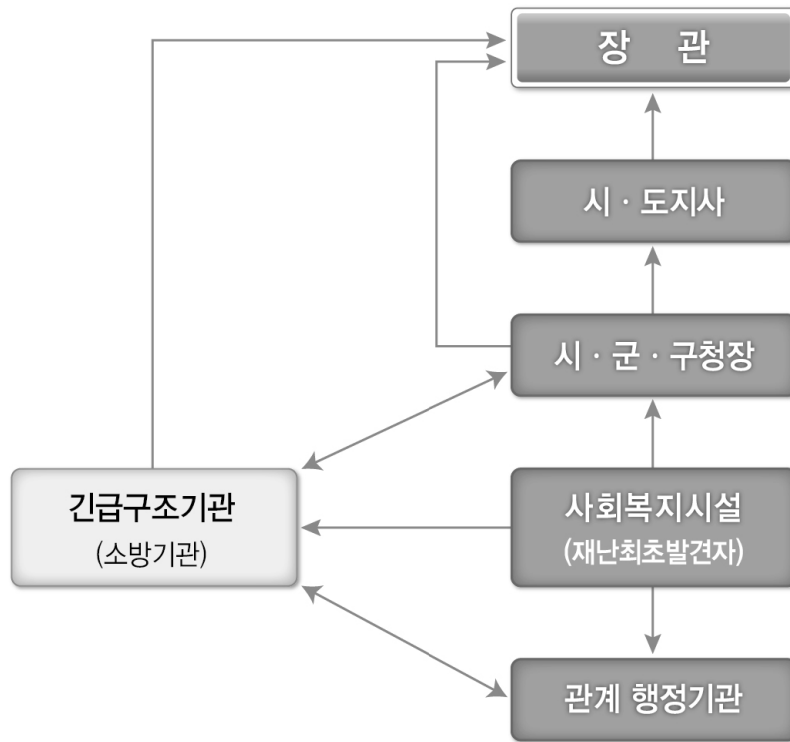 장 관
시 · 도지사
시 · 군 · 구청장
긴급구조기관
(소방기관)
사회복지시설
(재난최초발견자)
관계 행정기관